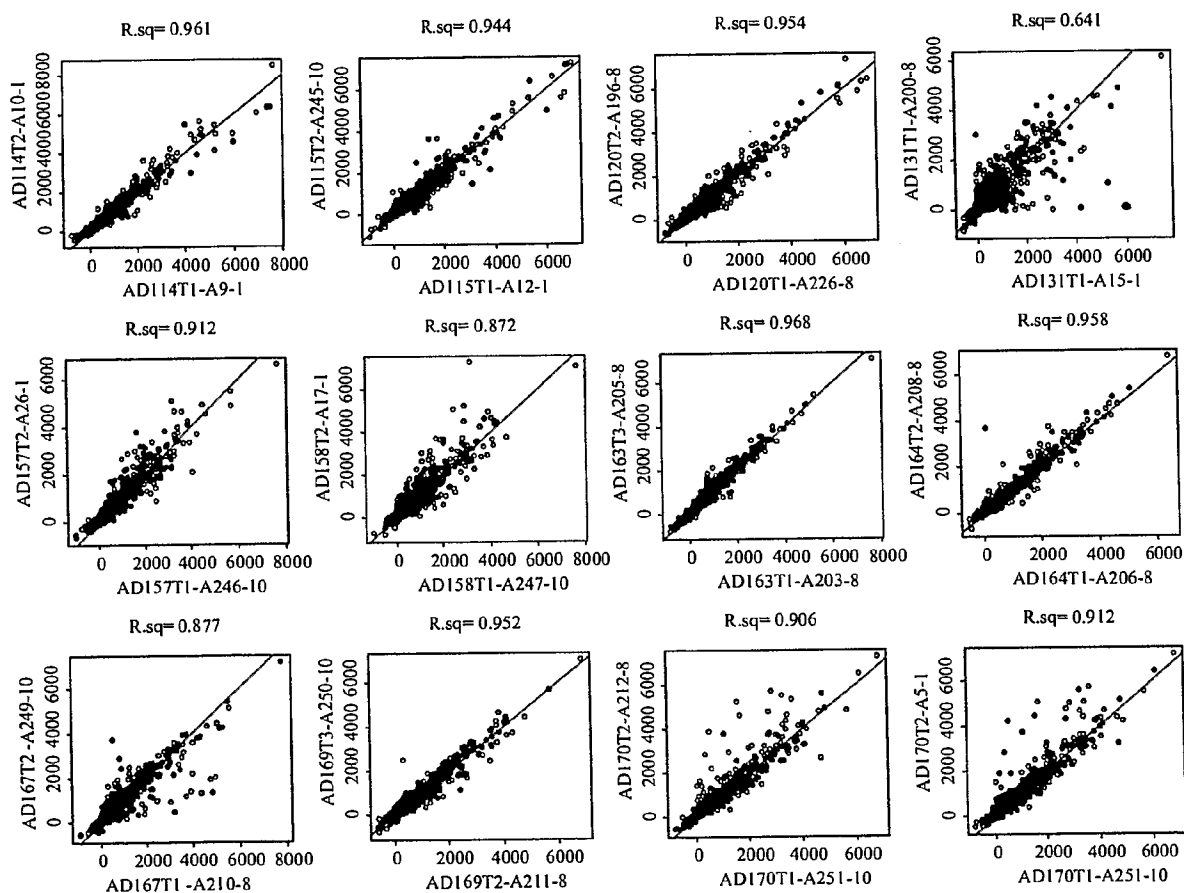 R.sq= 0.961
AD114T2-A10-1
0 2000 4000 6000 8000
0 2000 4000 6000 8000
AD114T1-A9-1
R.sq= 0.944
AD115T2-A245-10
0 2000 4000 6000
0 2000 4000 6000
AD115T1-A12-1
R.sq= 0.954
AD120T2-A196-8
0 2000 4000 6000
0 2000 4000 6000
AD120T1-A226-8
R.sq= 0.641
AD131T1-A200-8
0 2000 4000 6000
0 2000 4000 6000
AD131T1-A15-1
R.sq= 0.912
AD157T2-A26-1
0 2000 4000 6000
0 2000 4000 6000 8000
AD157T1-A246-10
R.sq= 0.872
AD158T2-A17-1
0 2000 4000 6000
0 2000 4000 6000 8000
AD158T1-A247-10
R.sq= 0.968
AD163T3-A205-8
0 2000 4000 6000
0 2000 4000 6000 8000
AD163T1-A203-8
R.sq= 0.958
AD164T2-A208-8
0 2000 4000 6000
0 2000 4000 6000
AD164T1-A206-8
R.sq= 0.877
AD167T2-A249-10
0 2000 4000 6000
0 2000 4000 6000 8000
AD167T1-A210-8
R.sq= 0.952
AD169T3-A250-10
0 2000 4000 6000
0 2000 4000 6000
AD169T2-A211-8
R.sq= 0.906
AD170T2-A212-8
0 2000 4000 6000
0 2000 4000 6000
AD170T1-A251-10
R.sq= 0.912
AD170T2-A5-1
0 2000 4000 6000
0 2000 4000 6000
AD170T1-A251-10